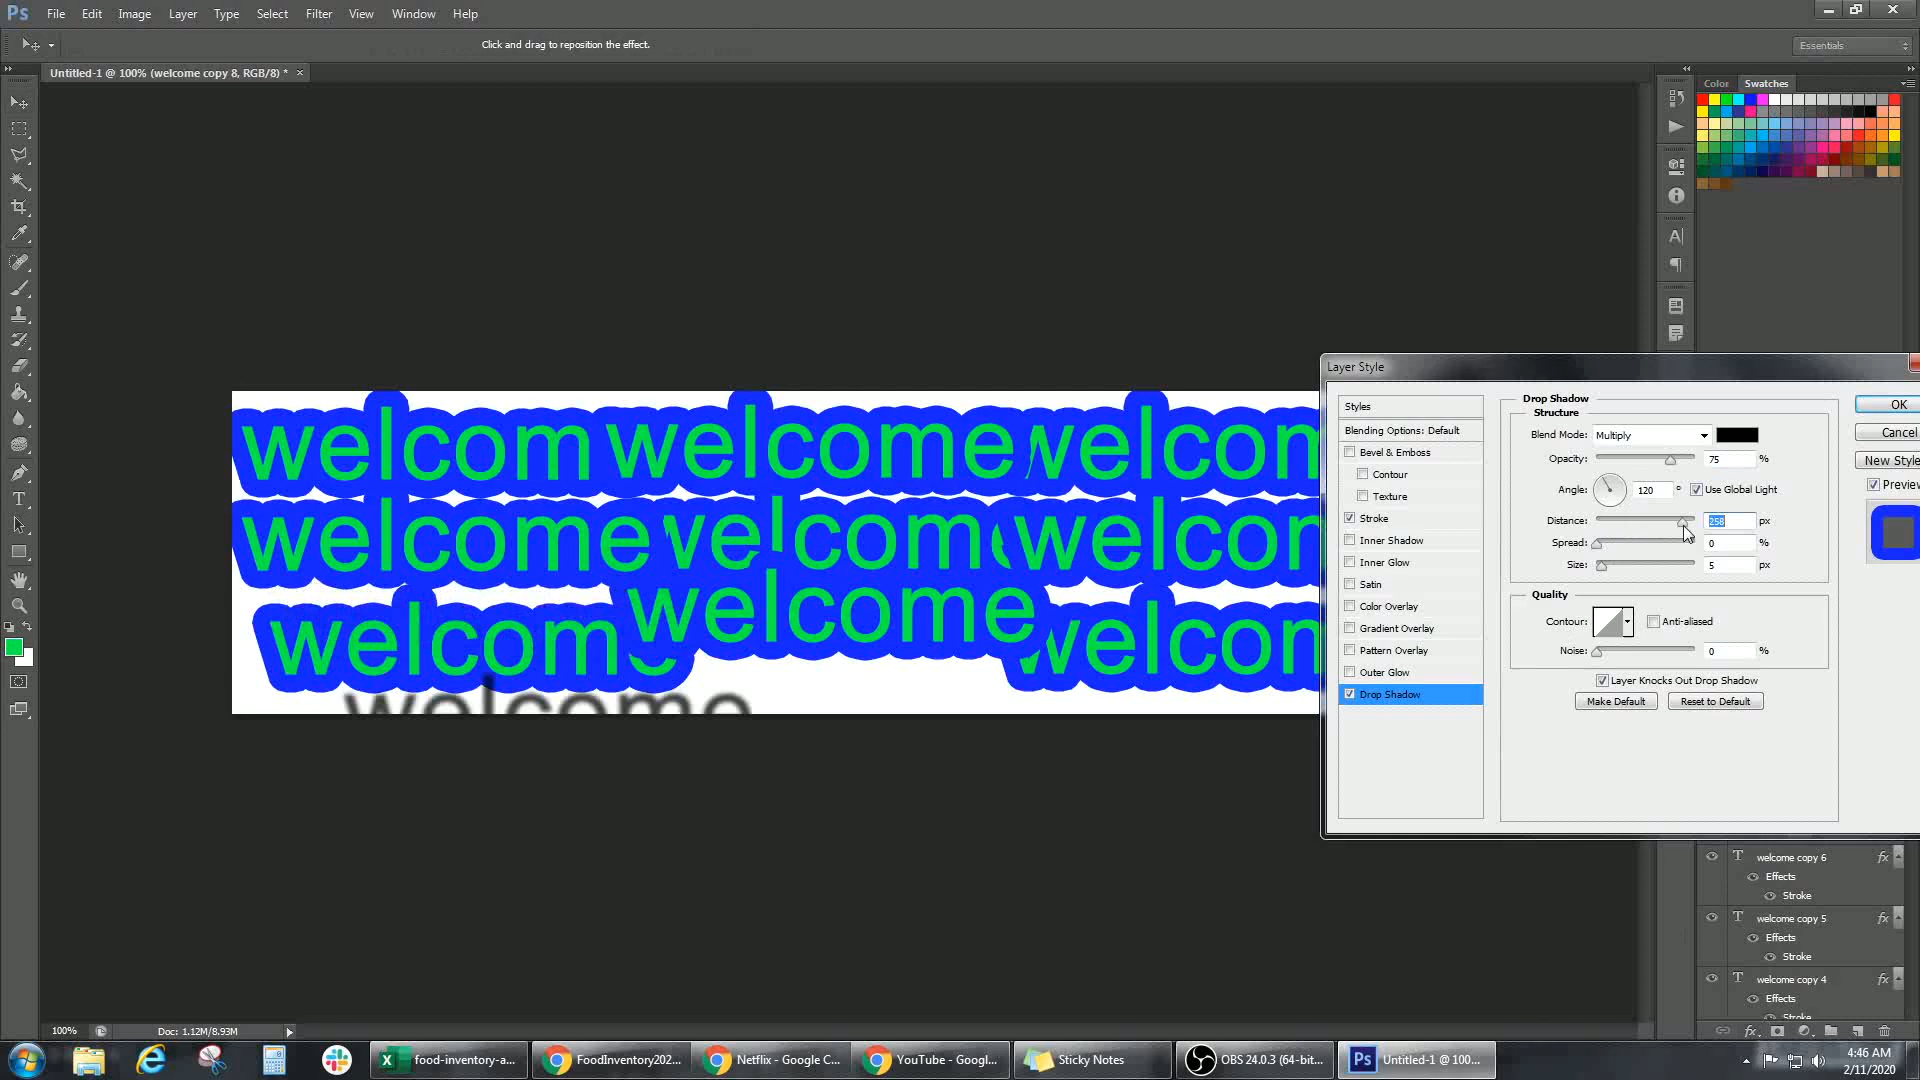 Ps File Edit Image Layer Type Select Filter View Window Help
Click and drag to reposition the effect.
Essentials
Untitled-1 @ 100% (welcome copy 8, RGB/8) * ×
Color Swatches
Layer Style
Styles
Blending Options: Default
Bevel & Emboss
Contour
Texture
Stroke
Inner Shadow
Inner Glow
Satin
Color Overlay
Gradient Overlay
Pattern Overlay
Outer Glow
Drop Shadow
Drop Shadow
Structure
Blend Mode: Multiply
Opacity: 75 %
Angle: 120 ° Use Global Light
Distance: 258 px
Spread: 0 %
Size: 5 px
Quality
Contour: Anti-aliased
Noise: 0 %
Layer Knocks Out Drop Shadow
Make Default Reset to Default
OK
Cancel
New Style
Preview
welcom welcome welcom
welcome welcome welcom
welcome welcome welcom
welcome
welcome copy 6 fx
Effects
Stroke
welcome copy 5 fx
Effects
Stroke
welcome copy 4 fx
Effects
Stroke
100% Doc: 1.12M/8.93M
food-inventory-a... FoodInventory202... Netflix - Google C... YouTube - Googl... Sticky Notes OBS 24.0.3 (64-bit... Ps Untitled-1 @ 100...
4:46 AM
2/11/2020